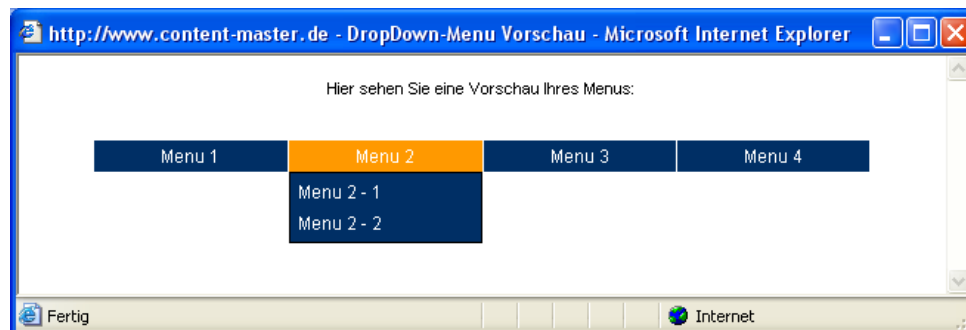 http://www.content-master.de - DropDown-Menu Vorschau - Microsoft Internet Explorer
Hier sehen Sie eine Vorschau Ihres Menus:
Menu 1 Menu 2 Menu 3 Menu 4
Menu 2 - 1
Menu 2 - 2
Fertig Internet